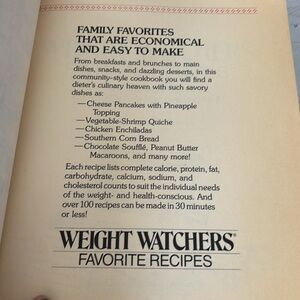 FAMILY FAVORITES
THAT ARE ECONOMICAL
AND EASY TO MAKE
From breakfasts and brunches to main
dishes, snacks, and dazzling desserts, in this
community-style cookbook you will find a
dieter's culinary heaven with such savory
dishes as:
—Cheese Pancakes with Pineapple
Topping
—Vegetable-Shrimp Quiche
—Chicken Enchiladas
—Southern Corn Bread
—Chocolate Soufflé, Peanut Butter
Macaroons, and many more!
Each recipe lists complete calorie, protein, fat,
carbohydrate, calcium, sodium, and
cholesterol counts to suit the individual needs
of the weight- and health-conscious. And
over 100 recipes can be made in 30 minutes
or less!
WEIGHT WATCHERS®
FAVORITE RECIPES